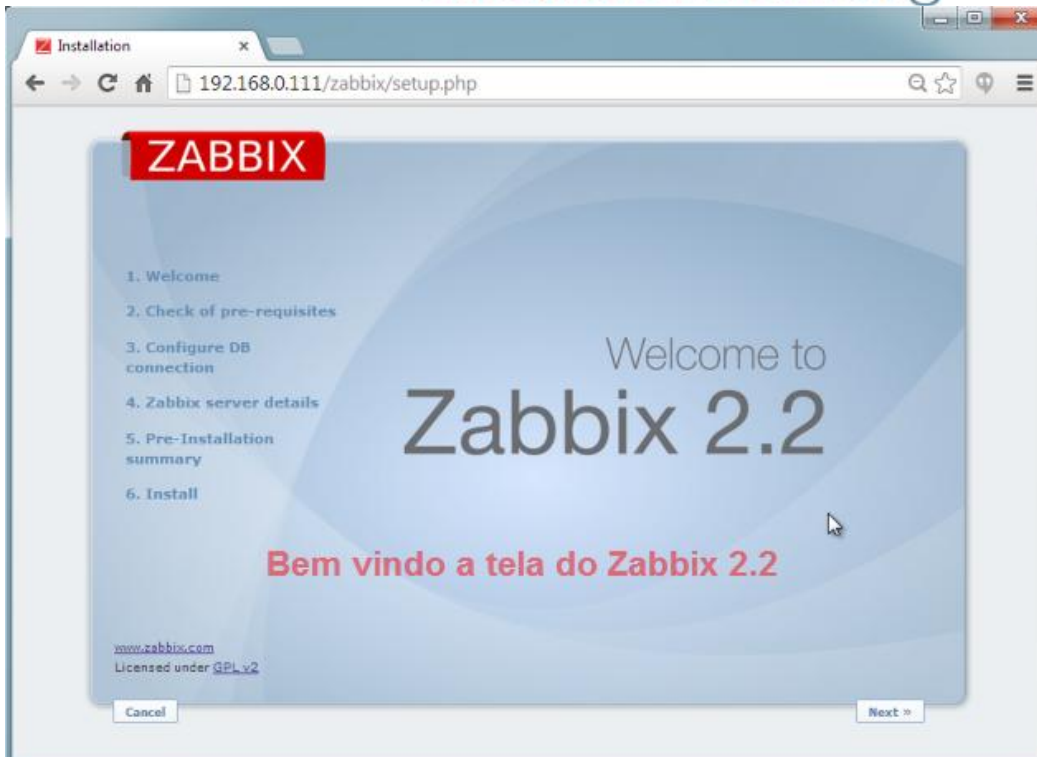 Installation
192.168.0.111/zabbix/setup.php
ZABBIX
1. Welcome
2. Check of pre-requisites
3. Configure DB
connection
4. Zabbix server details
5. Pre-Installation
summary
6. Install
Welcome to
Zabbix 2.2
Bem vindo a tela do Zabbix 2.2
www.zabbix.com
Licensed under GPL v2
Cancel
Next »